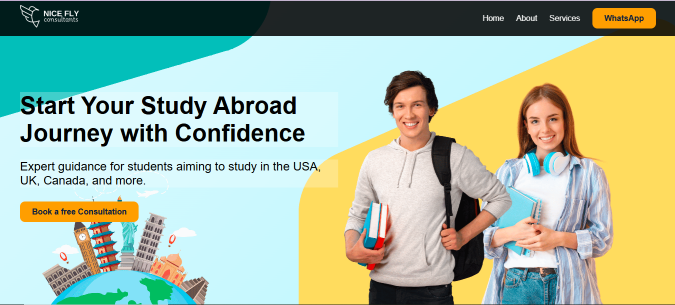 NICE FLY
consultants
Home About Services WhatsApp
Start Your Study Abroad
Journey with Confidence
Expert guidance for students aiming to study in the USA,
UK, Canada, and more.
Book a free Consultation